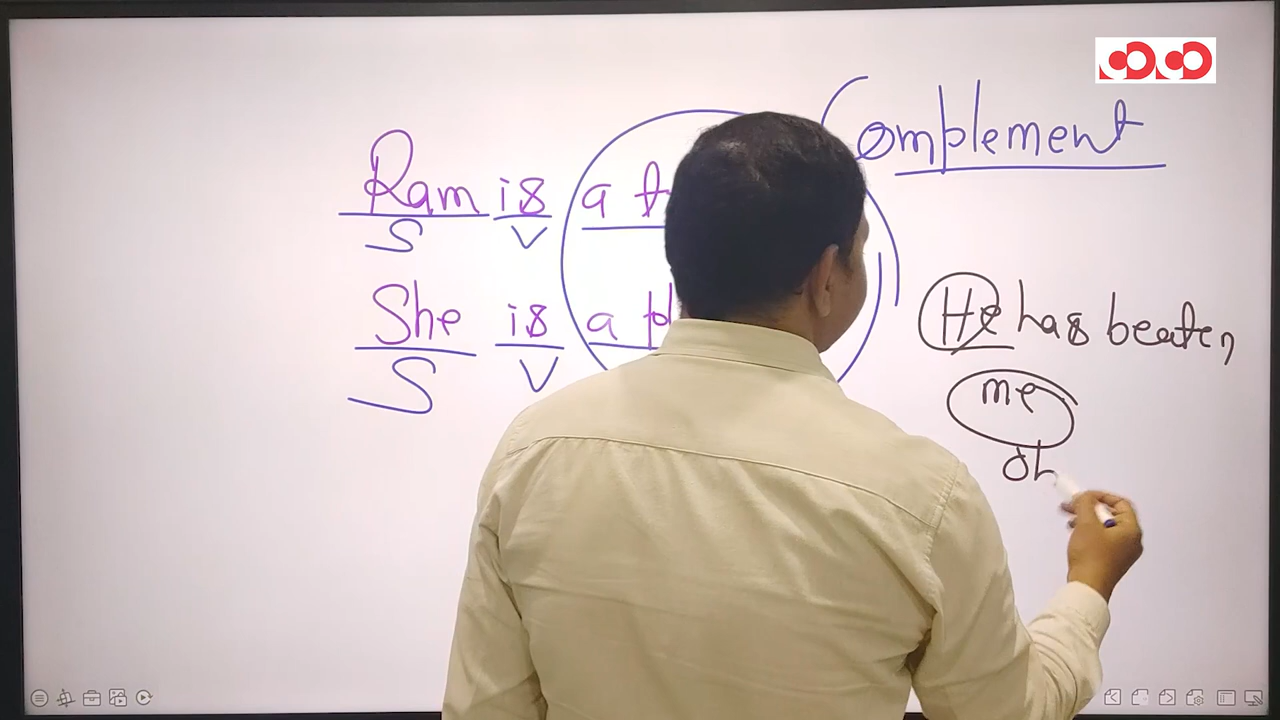 Complement
Ram is a
S V
She is a
S V
He has beaten
me